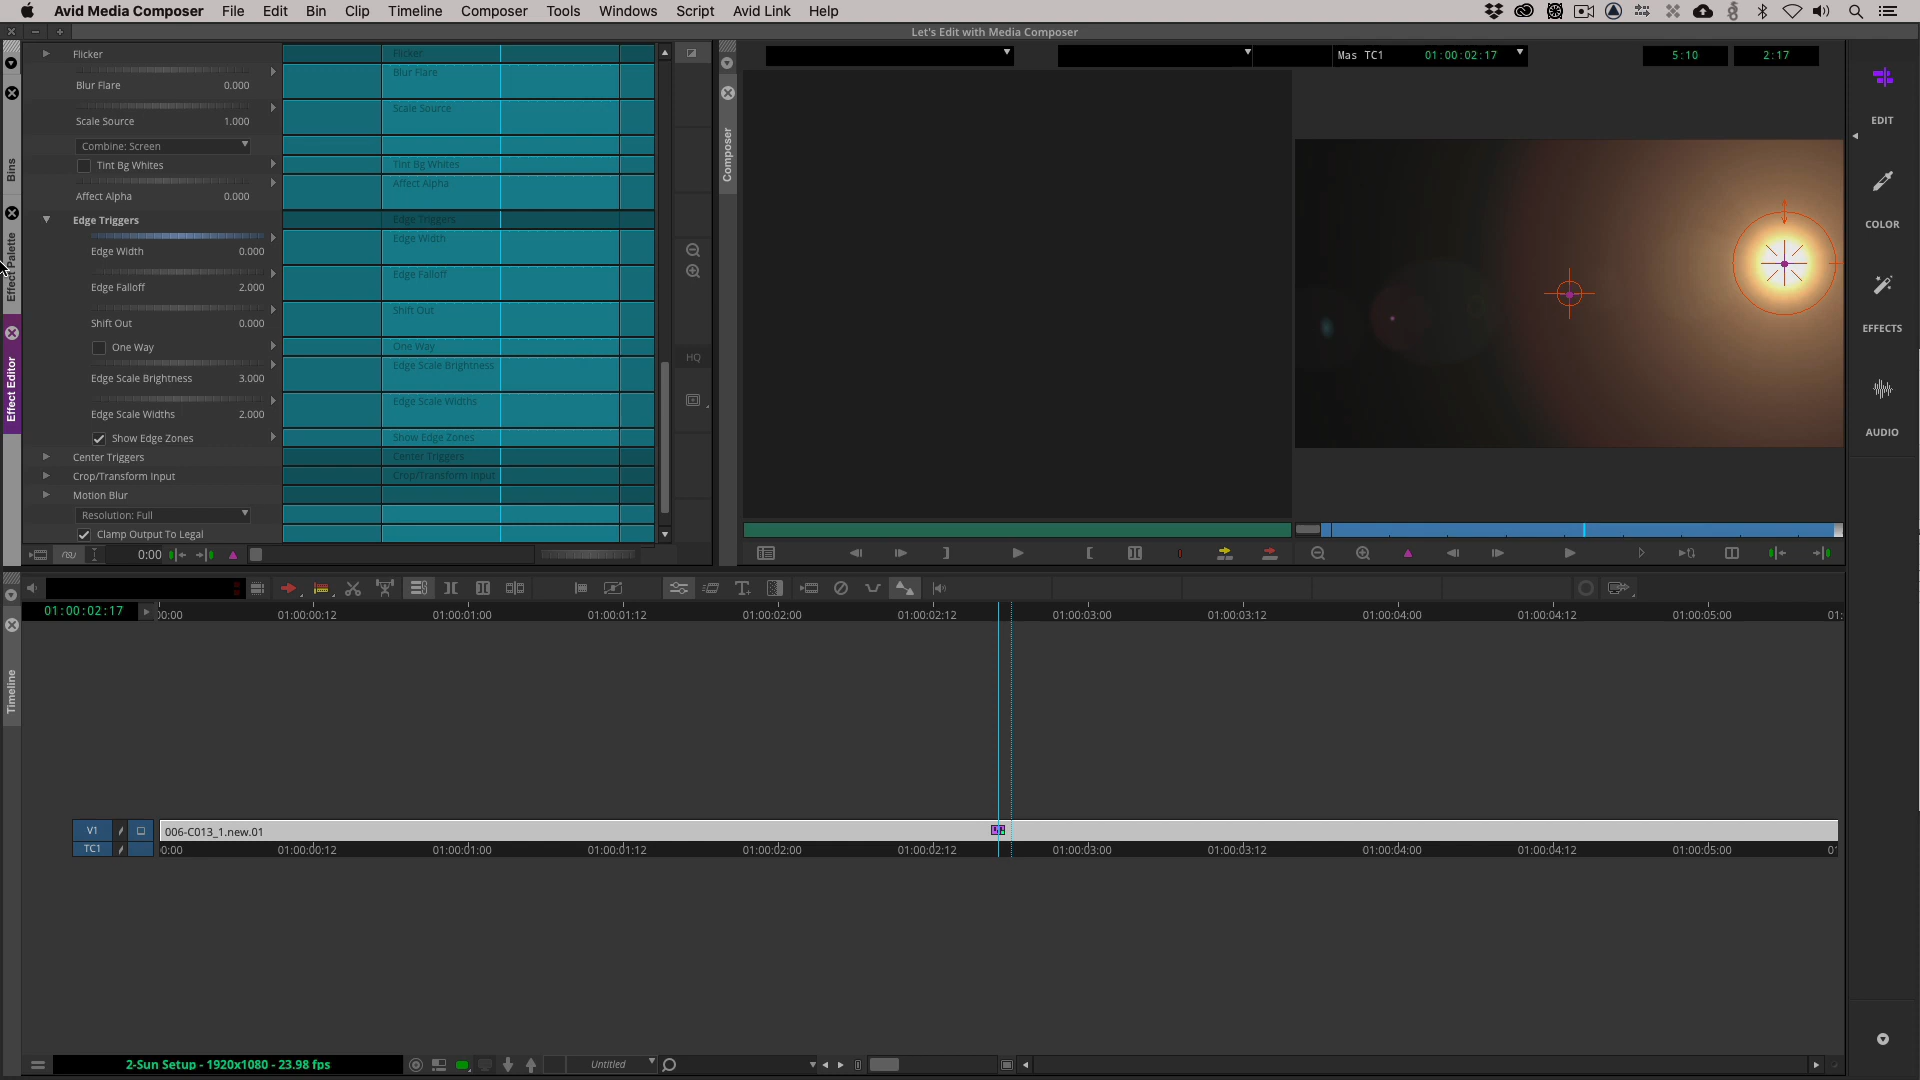 Avid Media Composer File Edit Bin Clip Timeline Composer Tools Windows Script Avid Link Help
Let's Edit with Media Composer
Flicker
Flicker
Blur Flare 0.000
Blur Flare
Scale Source 1.000
Scale Source
Combine: Screen
Tint Bg Whites
Tint Bg Whites
Affect Alpha 0.000
Affect Alpha
Edge Triggers
Edge Triggers
Edge Width 0.000
Edge Width
Edge Falloff 2.000
Edge Falloff
Shift Out 0.000
Shift Out
One Way
One Way
Edge Scale Brightness 3.000
Edge Scale Brightness
Edge Scale Widths 2.000
Edge Scale Widths
Show Edge Zones
Show Edge Zones
Center Triggers
Center Triggers
Crop/Transform Input
Crop/Transform Input
Motion Blur
Resolution: Full
Clamp Output To Legal
0:00
Bins
Effect Palette
Effect Editor
HQ
Composer
Mas TC1 01:00:02:17
5:10
2:17
EDIT
COLOR
EFFECTS
AUDIO
01:00:02:17
01:00:00:12 01:00:01:00 01:00:01:12 01:00:02:00 01:00:02:12 01:00:03:00 01:00:03:12 01:00:04:00 01:00:04:12 01:00:05:00
Timeline
V1
006-C013_1.new.01
TC1
01:00:00:12 01:00:01:00 01:00:01:12 01:00:02:00 01:00:02:12 01:00:03:00 01:00:03:12 01:00:04:00 01:00:04:12 01:00:05:00
2-Sun Setup - 1920x1080 - 23.98 fps
Untitled